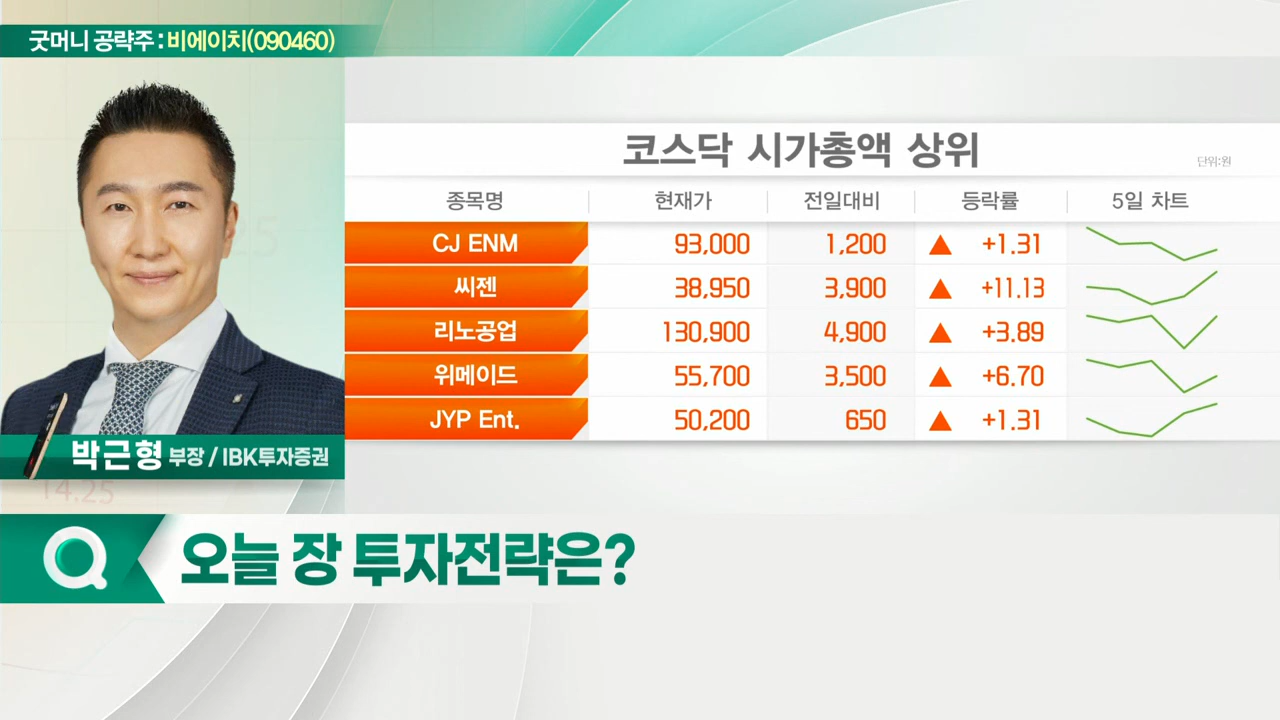 굿머니 공략주 : 비에이치(090460)
코스닥 시가총액 상위
단위:원
종목명 현재가 전일대비 등락률 5일 차트
CJ ENM 93,000 1,200 ▲ +1.31
씨젠 38,950 3,900 ▲ +11.13
리노공업 130,900 4,900 ▲ +3.89
위메이드 55,700 3,500 ▲ +6.70
JYP Ent. 50,200 650 ▲ +1.31
25
박근형 부장 / IBK투자증권
14.25
오늘 장 투자전략은?